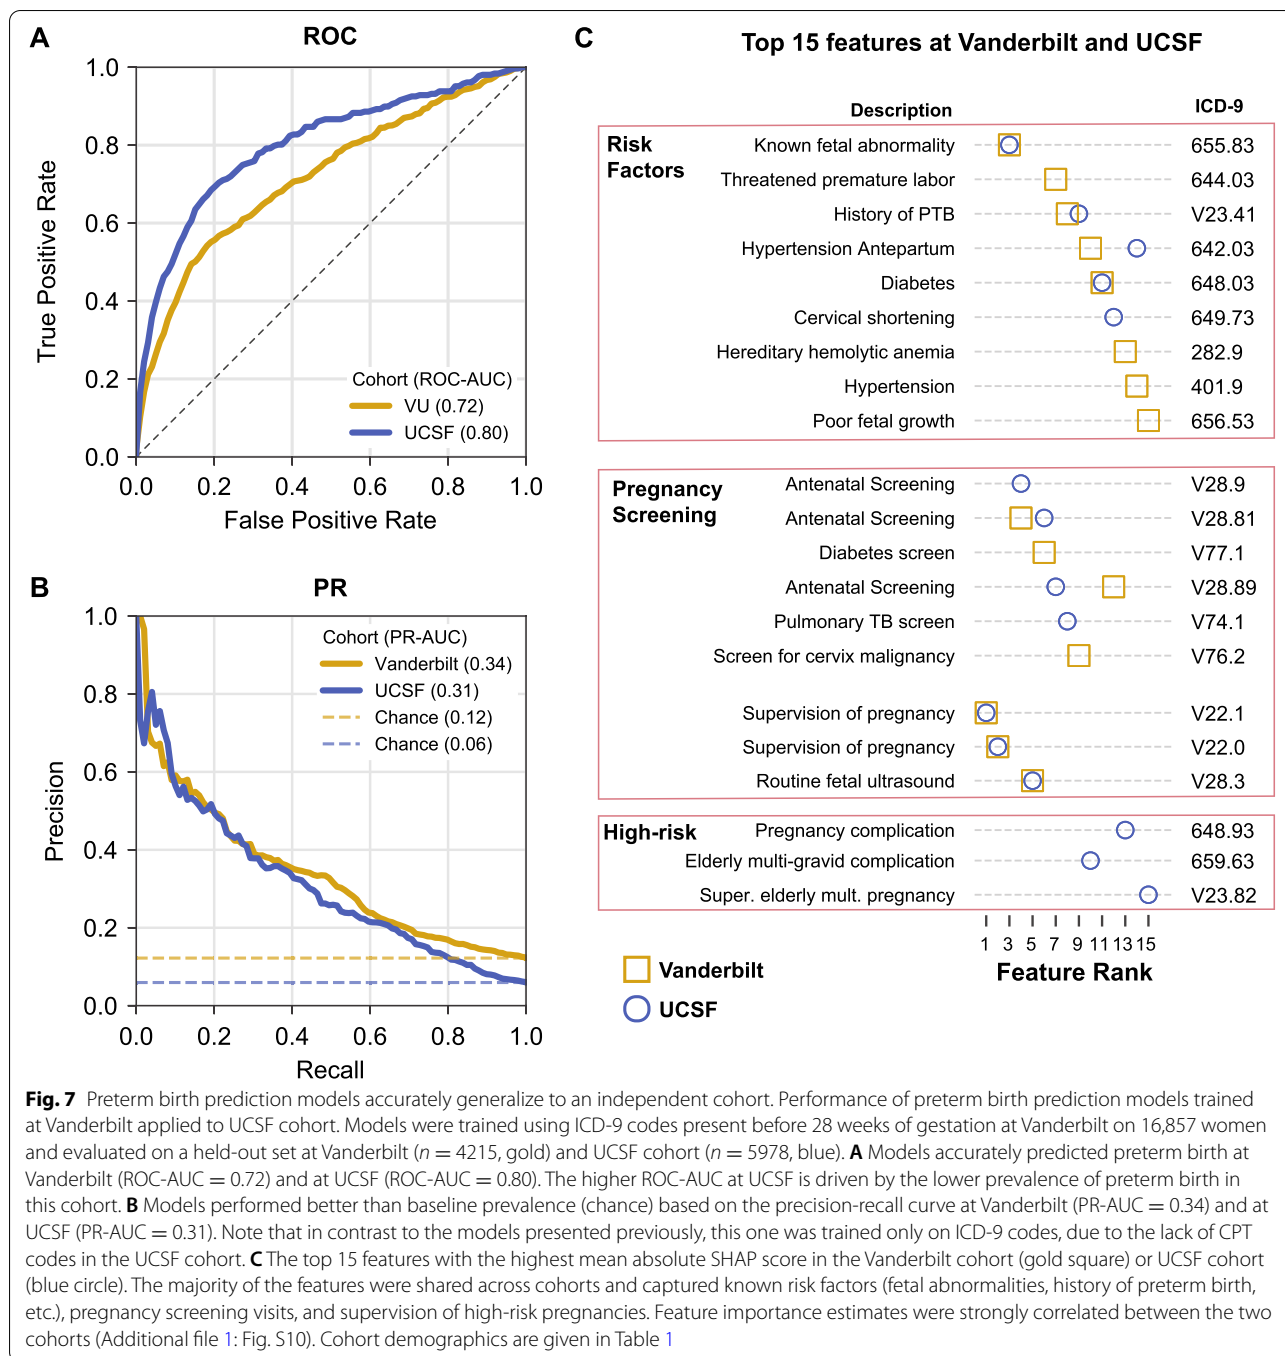 A
ROC
True Positive Rate
1.0
0.8
0.6
0.4
0.2
0.0
0.0 0.2 0.4 0.6 0.8 1.0
False Positive Rate
Cohort (ROC-AUC)
VU (0.72)
UCSF (0.80)
B
PR
Precision
1.0
0.8
0.6
0.4
0.2
0.0
0.0 0.2 0.4 0.6 0.8 1.0
Recall
Cohort (PR-AUC)
Vanderbilt (0.34)
UCSF (0.31)
Chance (0.12)
Chance (0.06)
C
Top 15 features at Vanderbilt and UCSF
Description ICD-9
Risk
Factors
Known fetal abnormality 655.83
Threatened premature labor 644.03
History of PTB V23.41
Hypertension Antepartum 642.03
Diabetes 648.03
Cervical shortening 649.73
Hereditary hemolytic anemia 282.9
Hypertension 401.9
Poor fetal growth 656.53
Pregnancy
Screening
Antenatal Screening V28.9
Antenatal Screening V28.81
Diabetes screen V77.1
Antenatal Screening V28.89
Pulmonary TB screen V74.1
Screen for cervix malignancy V76.2
Supervision of pregnancy V22.1
Supervision of pregnancy V22.0
Routine fetal ultrasound V28.3
High-risk
Pregnancy complication 648.93
Elderly multi-gravid complication 659.63
Super. elderly mult. pregnancy V23.82
1 3 5 7 9 11 13 15
Feature Rank
Vanderbilt
UCSF
Fig. 7 Preterm birth prediction models accurately generalize to an independent cohort. Performance of preterm birth prediction models trained
at Vanderbilt applied to UCSF cohort. Models were trained using ICD-9 codes present before 28 weeks of gestation at Vanderbilt on 16,857 women
and evaluated on a held-out set at Vanderbilt (n = 4215, gold) and UCSF cohort (n = 5978, blue). A Models accurately predicted preterm birth at
Vanderbilt (ROC-AUC = 0.72) and at UCSF (ROC-AUC = 0.80). The higher ROC-AUC at UCSF is driven by the lower prevalence of preterm birth in
this cohort. B Models performed better than baseline prevalence (chance) based on the precision-recall curve at Vanderbilt (PR-AUC = 0.34) and at
UCSF (PR-AUC = 0.31). Note that in contrast to the models presented previously, this one was trained only on ICD-9 codes, due to the lack of CPT
codes in the UCSF cohort. C The top 15 features with the highest mean absolute SHAP score in the Vanderbilt cohort (gold square) or UCSF cohort
(blue circle). The majority of the features were shared across cohorts and captured known risk factors (fetal abnormalities, history of preterm birth,
etc.), pregnancy screening visits, and supervision of high-risk pregnancies. Feature importance estimates were strongly correlated between the two
cohorts (Additional file 1: Fig. S10). Cohort demographics are given in Table 1